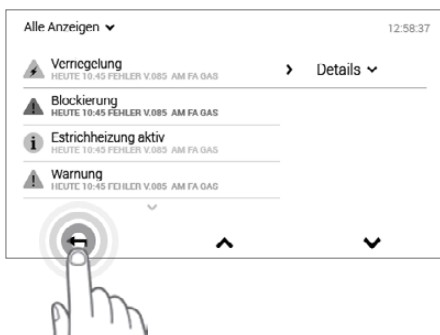 Alle Anzeigen
12:58:37
Verriegelung
HEUTE 10:45 FEHLER V.085 AM FA GAS
Details
Blockierung
HEUTE 10:45 FEHLER V.085 AM FA GAS
Estrichheizung aktiv
HEUTE 10:45 FEHLER V.085 AM FA GAS
Warnung
HEUTE 10:45 FEHLER V.085 AM FA GAS